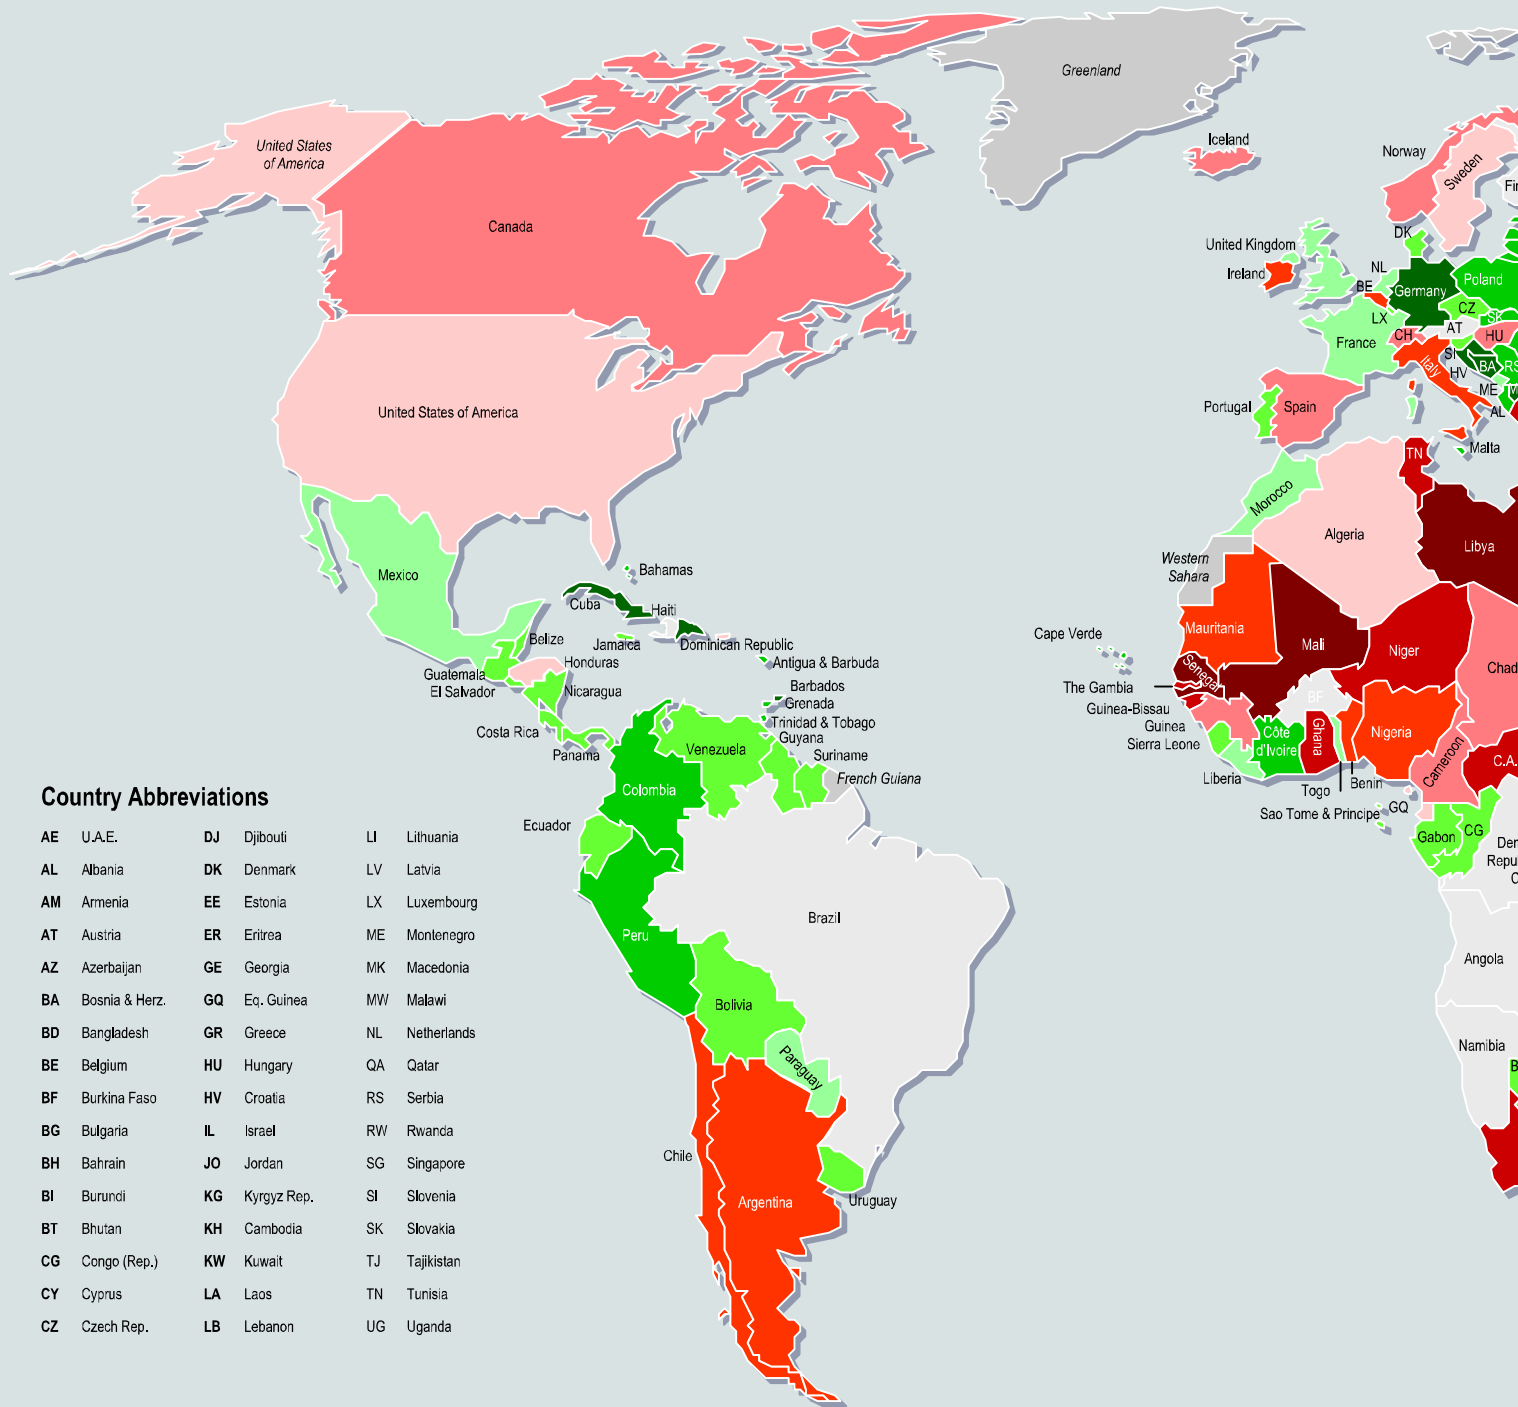 Greenland
United States
of America
Iceland
Norway
Sweden
Fin
Canada
DK
United Kingdom
Ireland
NL
BE
Germany
Poland
CZ
LX
SK
AT
France
CH
HU
SI
Italy
HV
BA
RS
ME
M
AL
United States of America
Portugal
Spain
Malta
TN
Morocco
Algeria
Libya
Western
Sahara
Mexico
Bahamas
Cuba
Haiti
Belize
Jamaica
Dominican Republic
Honduras
Antigua & Barbuda
Guatemala
El Salvador
Nicaragua
Barbados
Grenada
Costa Rica
Trinidad & Tobago
Guyana
Panama
Venezuela
Suriname
French Guiana
Colombia
Ecuador
Cape Verde
Mauritania
Mali
Niger
Chad
Senegal
The Gambia
Guinea-Bissau
Guinea
Sierra Leone
BF
Côte
d'Ivoire
Ghana
Nigeria
Liberia
Togo
Benin
Cameroon
C.A.
Sao Tome & Principe
GQ
Gabon
CG
Dem
Repu
C
Brazil
Peru
Angola
Bolivia
Namibia
B
Paraguay
Chile
Argentina
Uruguay
Country Abbreviations
AE U.A.E. DJ Djibouti LI Lithuania
AL Albania DK Denmark LV Latvia
AM Armenia EE Estonia LX Luxembourg
AT Austria ER Eritrea ME Montenegro
AZ Azerbaijan GE Georgia MK Macedonia
BA Bosnia & Herz. GQ Eq. Guinea MW Malawi
BD Bangladesh GR Greece NL Netherlands
BE Belgium HU Hungary QA Qatar
BF Burkina Faso HV Croatia RS Serbia
BG Bulgaria IL Israel RW Rwanda
BH Bahrain JO Jordan SG Singapore
BI Burundi KG Kyrgyz Rep. SI Slovenia
BT Bhutan KH Cambodia SK Slovakia
CG Congo (Rep.) KW Kuwait TJ Tajikistan
CY Cyprus LA Laos TN Tunisia
CZ Czech Rep. LB Lebanon UG Uganda